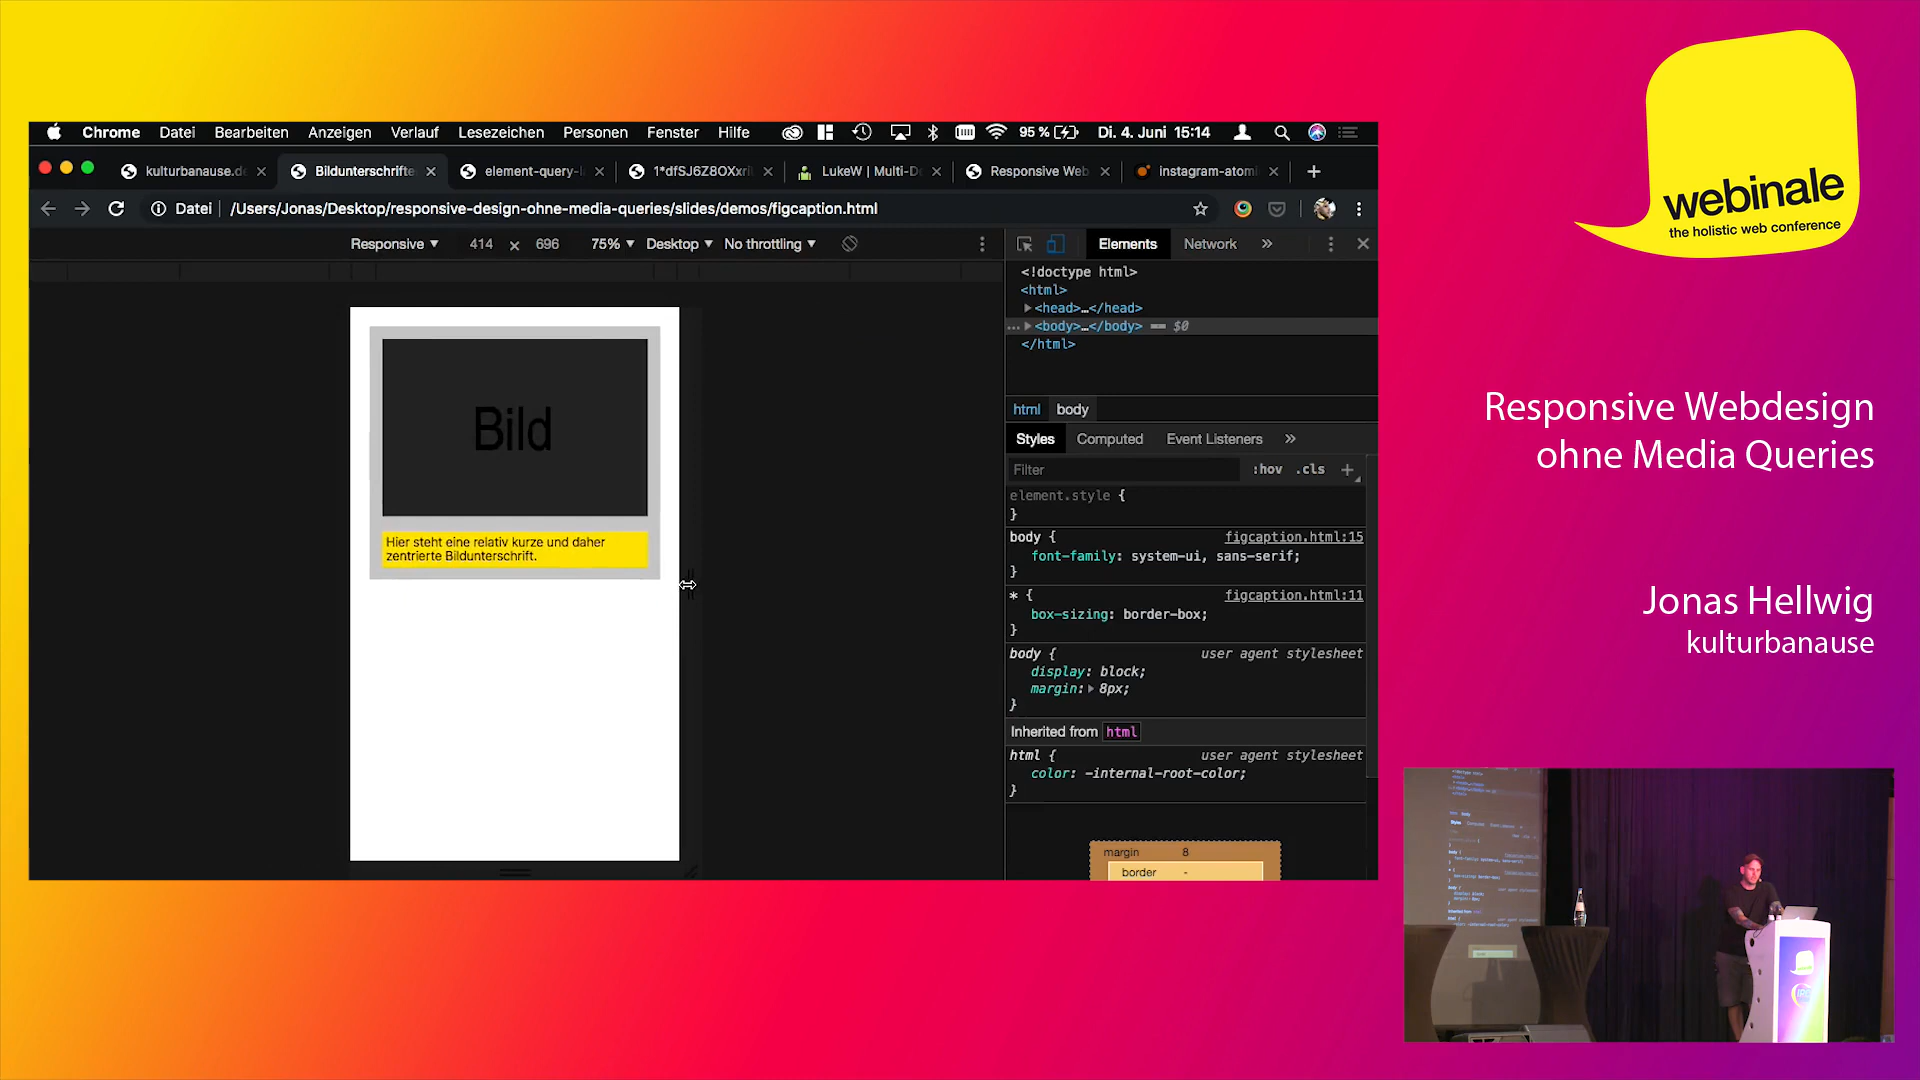 Chrome Datei Bearbeiten Anzeigen Verlauf Lesezeichen Personen Fenster Hilfe 95 % Di. 4. Juni 15:14
kulturbanause.de Bildunterschrifte element-query- 1*dfSJ6Z8OXxri LukeW | Multi-D Responsive Web instagram-atomi
Datei /Users/Jonas/Desktop/responsive-design-ohne-media-queries/slides/demos/figcaption.html
Responsive 414 × 696 75% Desktop No throttling
Elements Network »
<!doctype html>
<html>
<head>…</head>
… <body>…</body> == $0
</html>
html body
Styles Computed Event Listeners »
Filter :hov .cls +
element.style {
}
body { figcaption.html:15
font-family: system-ui, sans-serif;
}
* { figcaption.html:11
box-sizing: border-box;
}
body { user agent stylesheet
display: block;
margin: 8px;
}
Inherited from html
html { user agent stylesheet
color: -internal-root-color;
}
margin 8
border -
Bild
Hier steht eine relativ kurze und daher
zentrierte Bildunterschrift.
webinale
the holistic web conference
Responsive Webdesign
ohne Media Queries
Jonas Hellwig
kulturbanause